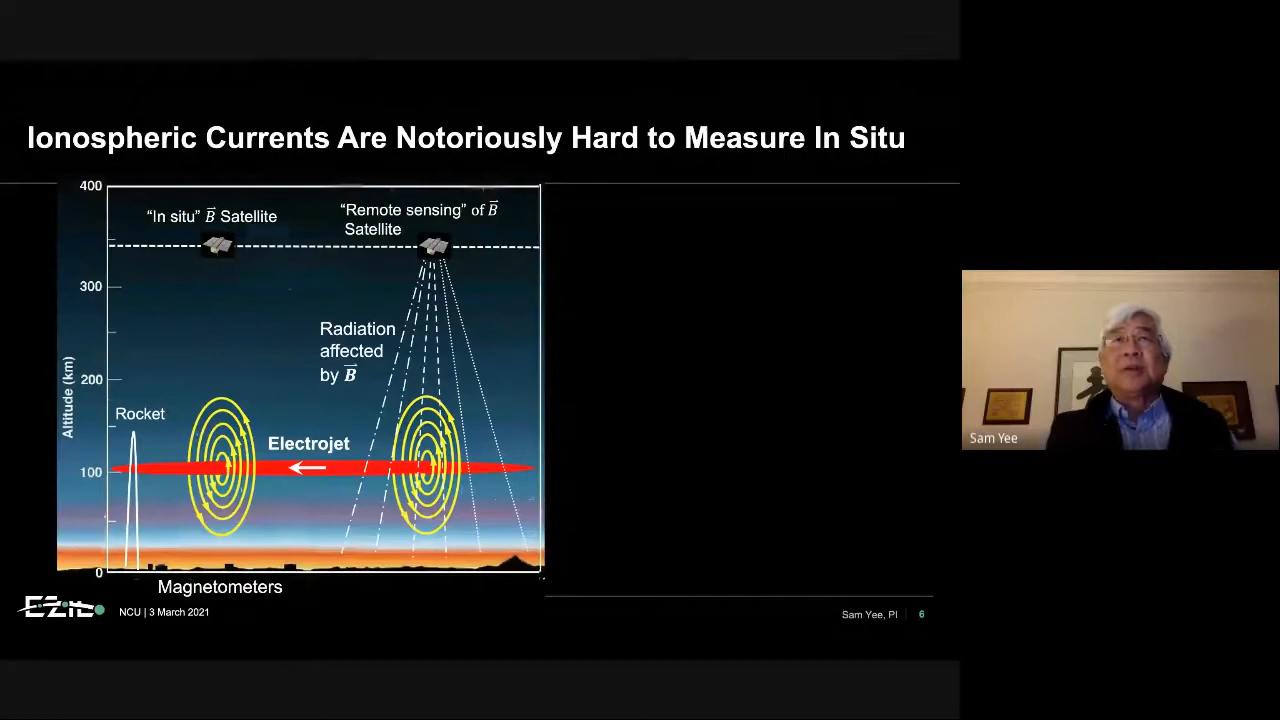 Ionospheric Currents Are Notoriously Hard to Measure In Situ
400
300
200
100
0
Altitude (km)
“In situ” B⃗ Satellite
“Remote sensing” of B⃗
Satellite
Radiation
affected
by B⃗
Rocket
Electrojet
Magnetometers
EZIE
NCU | 3 March 2021
Sam Yee, PI | 6
Sam Yee